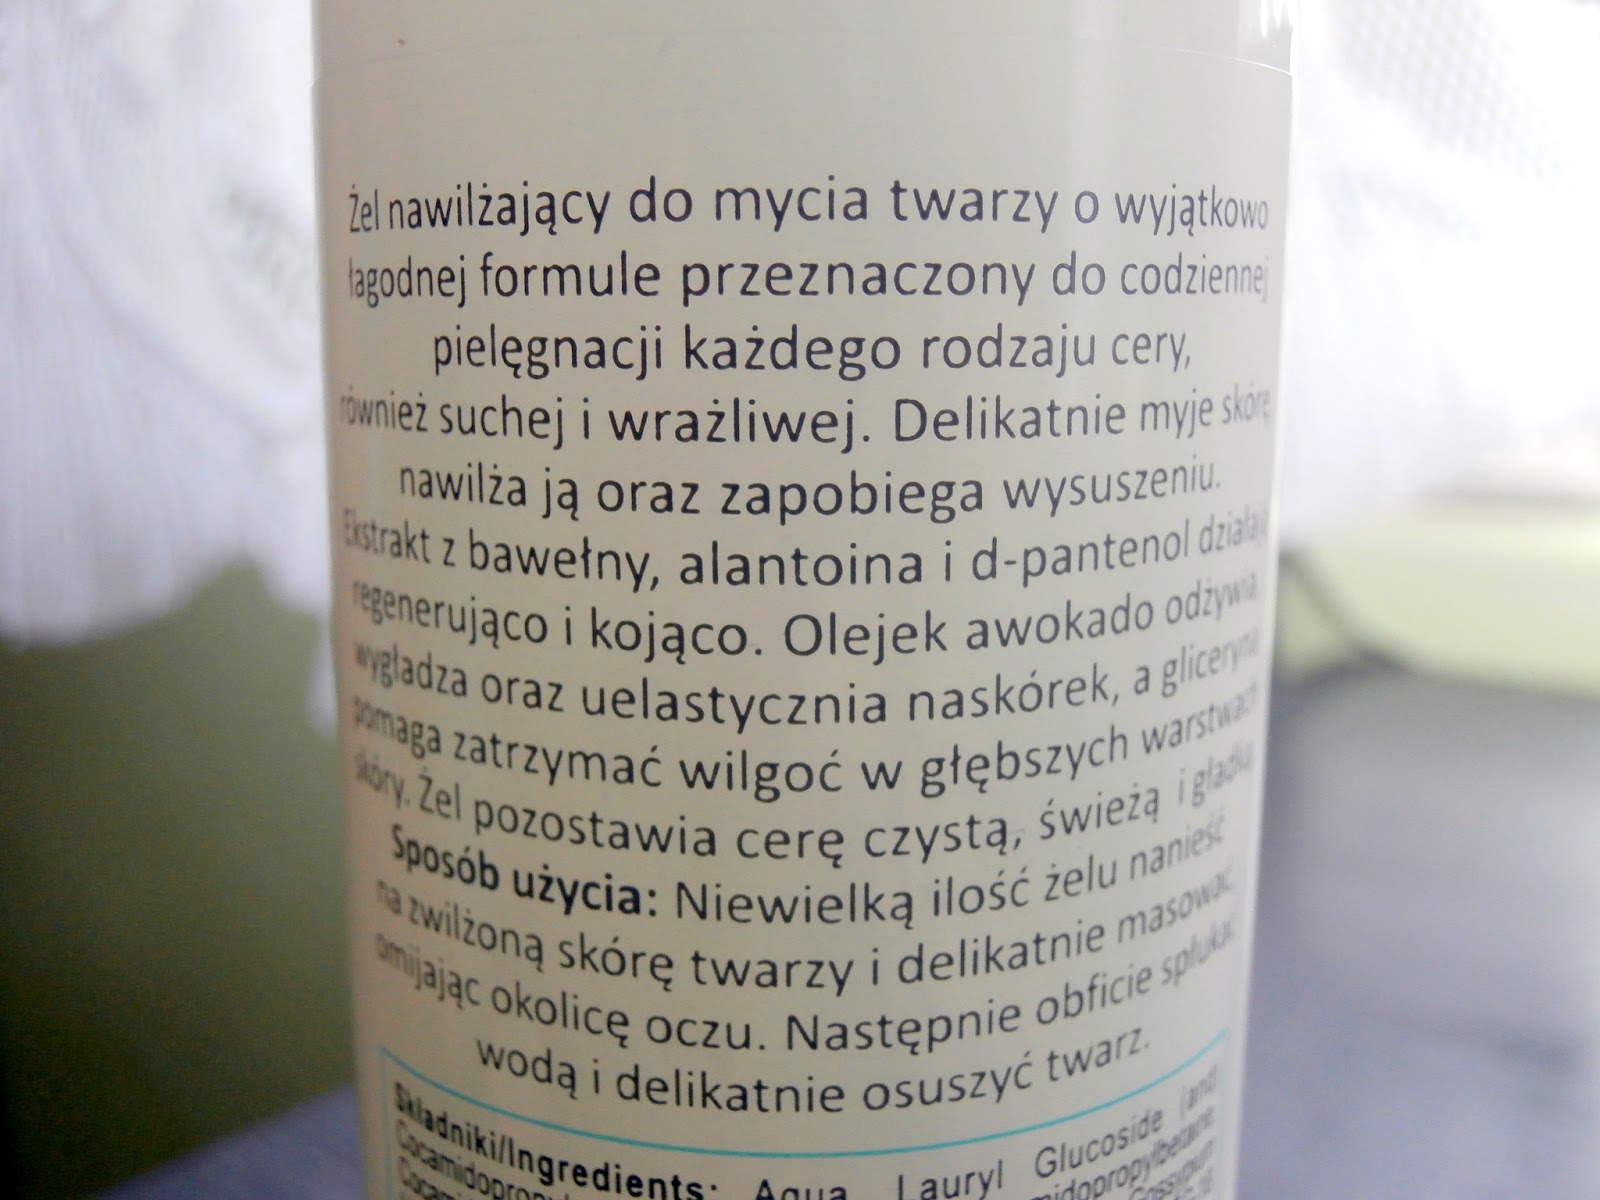 Żel nawilżający do mycia twarzy o wyjątkowo
łagodnej formule przeznaczony do codziennej
pielęgnacji każdego rodzaju cery,
również suchej i wrażliwej. Delikatnie myje skórę
nawilża ją oraz zapobiega wysuszeniu.
Ekstrakt z bawełny, alantoina i d-pantenol działają
regenerująco i kojąco. Olejek awokado odżywia,
wygładza oraz uelastycznia naskórek, a gliceryna
pomaga zatrzymać wilgoć w głębszych warstwach
skóry. Żel pozostawia cerę czystą, świeżą i gładką
Sposób użycia: Niewielką ilość żelu nanieść
na zwilżoną skórę twarzy i delikatnie masować,
omijając okolicę oczu. Następnie obficie spłukać
wodą i delikatnie osuszyć twarz.
Składniki/Ingredients: Aqua, Lauryl Glucoside (and)
Gossypium